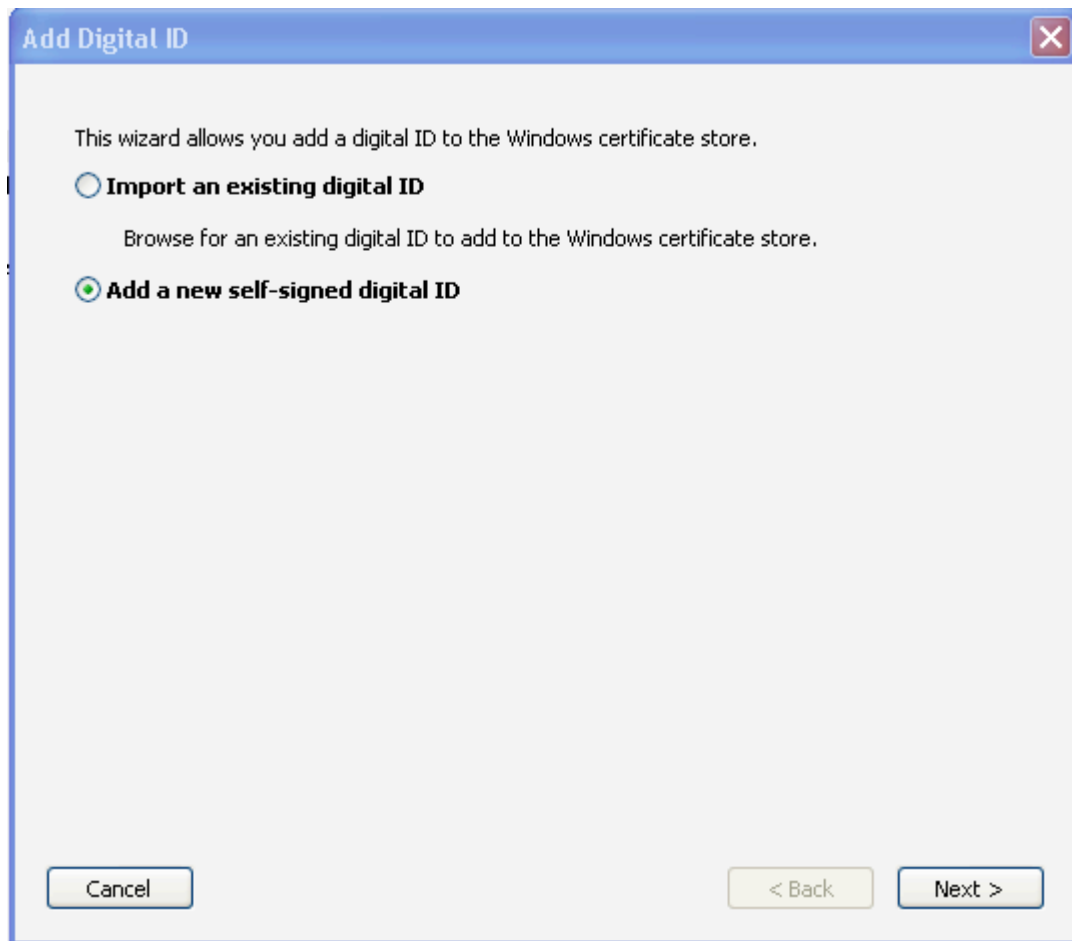 Add Digital ID
This wizard allows you add a digital ID to the Windows certificate store.
Import an existing digital ID
Browse for an existing digital ID to add to the Windows certificate store.
Add a new self-signed digital ID
Cancel
< Back
Next >